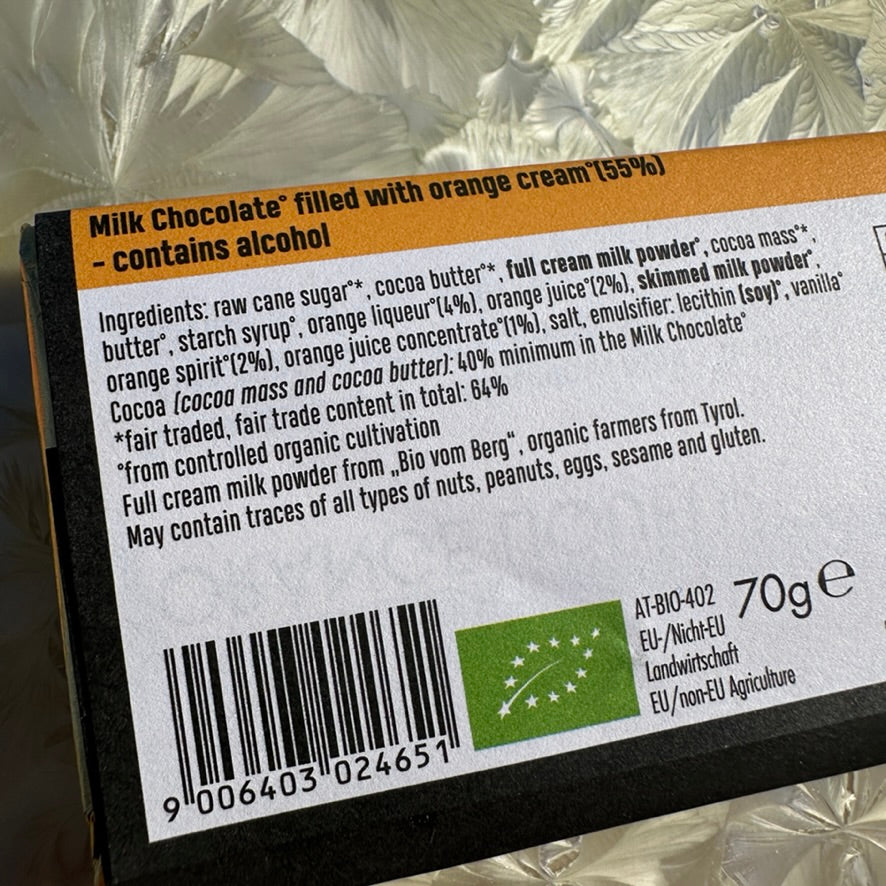 Milk Chocolate° filled with orange cream°(55%)
- contains alcohol
Ingredients: raw cane sugar°*, cocoa butter°*, full cream milk powder°, cocoa mass°*,
butter°, starch syrup°, orange liqueur°(4%), orange juice°(2%), skimmed milk powder°,
orange spirit°(2%), orange juice concentrate°(1%), salt, emulsifier: lecithin (soy)°, vanilla°
Cocoa (cocoa mass and cocoa butter): 40% minimum in the Milk Chocolate°
*fair traded, fair trade content in total: 64%
°from controlled organic cultivation
Full cream milk powder from „Bio vom Berg“, organic farmers from Tyrol.
May contain traces of all types of nuts, peanuts, eggs, sesame and gluten.
AT-BIO-402
EU-/Nicht-EU
Landwirtschaft
EU/non-EU Agriculture
70g e
9 006403 024651